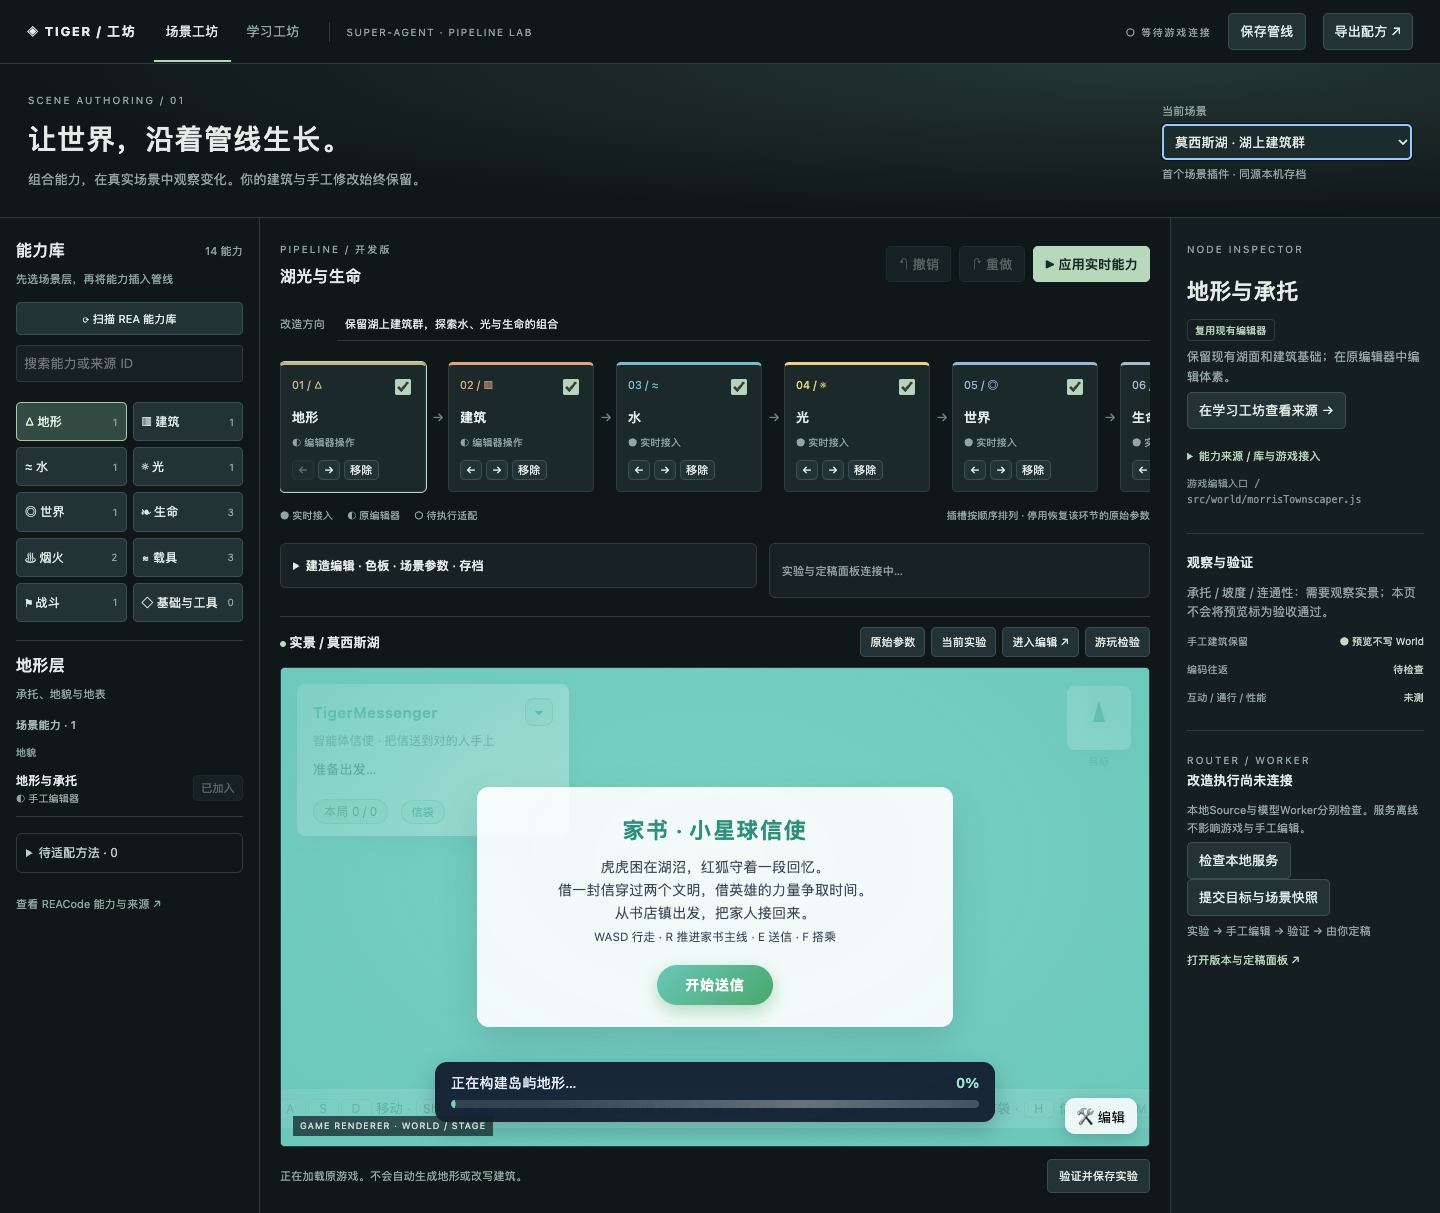 ◈ TIGER / 工坊
场景工坊
学习工坊
SUPER-AGENT · PIPELINE LAB
○ 等待游戏连接
保存管线
导出配方 ↗
SCENE AUTHORING / 01
让世界，沿着管线生长。
组合能力，在真实场景中观察变化。你的建筑与手工修改始终保留。
当前场景
莫西斯湖 · 湖上建筑群
首个场景插件 · 同源本机存档
能力库
14 能力
先选场景层，再将能力插入管线
⟳ 扫描 REA 能力库
搜索能力或来源 ID
地形 1
建筑 1
≈ 水 1
光 1
◎ 世界 1
生命 3
烟火 2
载具 3
战斗 1
◇ 基础与工具 0
地形层
承托、地貌与地表
场景能力 · 1
地貌
地形与承托
◐ 手工编辑器
已加入
▶ 待适配方法 · 0
查看 REACode 能力与来源 ↗
PIPELINE / 开发版
湖光与生命
撤销
重做
▶ 应用实时能力
改造方向
保留湖上建筑群，探索水、光与生命的组合
01 / △
地形
◐ 编辑器操作
← → 移除
→
02 / ▥
建筑
◐ 编辑器操作
← → 移除
→
03 / ≈
水
● 实时接入
← → 移除
→
04 / ☀
光
● 实时接入
← → 移除
→
05 / ◎
世界
● 实时接入
← → 移除
→
06 /
● 实时接入 ◐ 原编辑器 ○ 待执行适配
插槽按顺序排列 · 停用恢复该环节的原始参数
▶ 建造编辑 · 色板 · 场景参数 · 存档
实验与定稿面板连接中...
● 实景 / 莫西斯湖
原始参数
当前实验
进入编辑 ↗
游玩检验
TigerMessenger
智能体信使 · 把信送到对的人手上
准备出发...
本局 0 / 0
信袋
目标
家书 · 小星球信使
虎虎困在湖沼，红狐守着一段回忆。
借一封信穿过两个文明，借英雄的力量争取时间。
从书店镇出发，把家人接回来。
WASD 行走 · R 推进家书主线 · E 送信 · F 搭乘
开始送信
正在构建岛屿地形...
0%
A S D 移动 ·
袋 · H
M
GAME RENDERER · WORLD / STAGE
🛠 编辑
正在加载原游戏。不会自动生成地形或改写建筑。
验证并保存实验
NODE INSPECTOR
地形与承托
复用现有编辑器
保留现有湖面和建筑基础；在原编辑器中编
辑体素。
在学习工坊查看来源 →
▶ 能力来源 / 库与游戏接入
游戏编辑入口 /
src/world/morrisTownscaper.js
观察与验证
承托 / 坡度 / 连通性：需要观察实景；本页
不会将预览标为验收通过。
手工建筑保留
● 预览不写 World
编码往返
待检查
互动 / 通行 / 性能
未测
ROUTER / WORKER
改造执行尚未连接
本地Source与模型Worker分别检查。服务离线
不影响游戏与手工编辑。
检查本地服务
提交目标与场景快照
实验 → 手工编辑 → 验证 → 由你定稿
打开版本与定稿面板 ↗